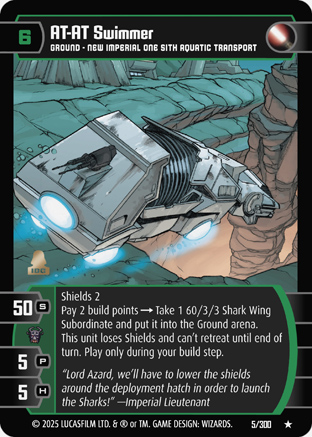 6
AT-AT Swimmer
GROUND - NEW IMPERIAL ONE SITH AQUATIC TRANSPORT
50 S
5 P
5 H
Shields 2
Pay 2 build points → Take 1 60/3/3 Shark Wing
Subordinate and put it into the Ground arena.
This unit loses Shields and can't retreat until end of
turn. Play only during your build step.
"Lord Azard, we'll have to lower the shields
around the deployment hatch in order to launch
the Sharks!" —Imperial Lieutenant
© 2025 LUCASFILM LTD. & ® OR TM. GAME DESIGN: WIZARDS.
5/300 ★